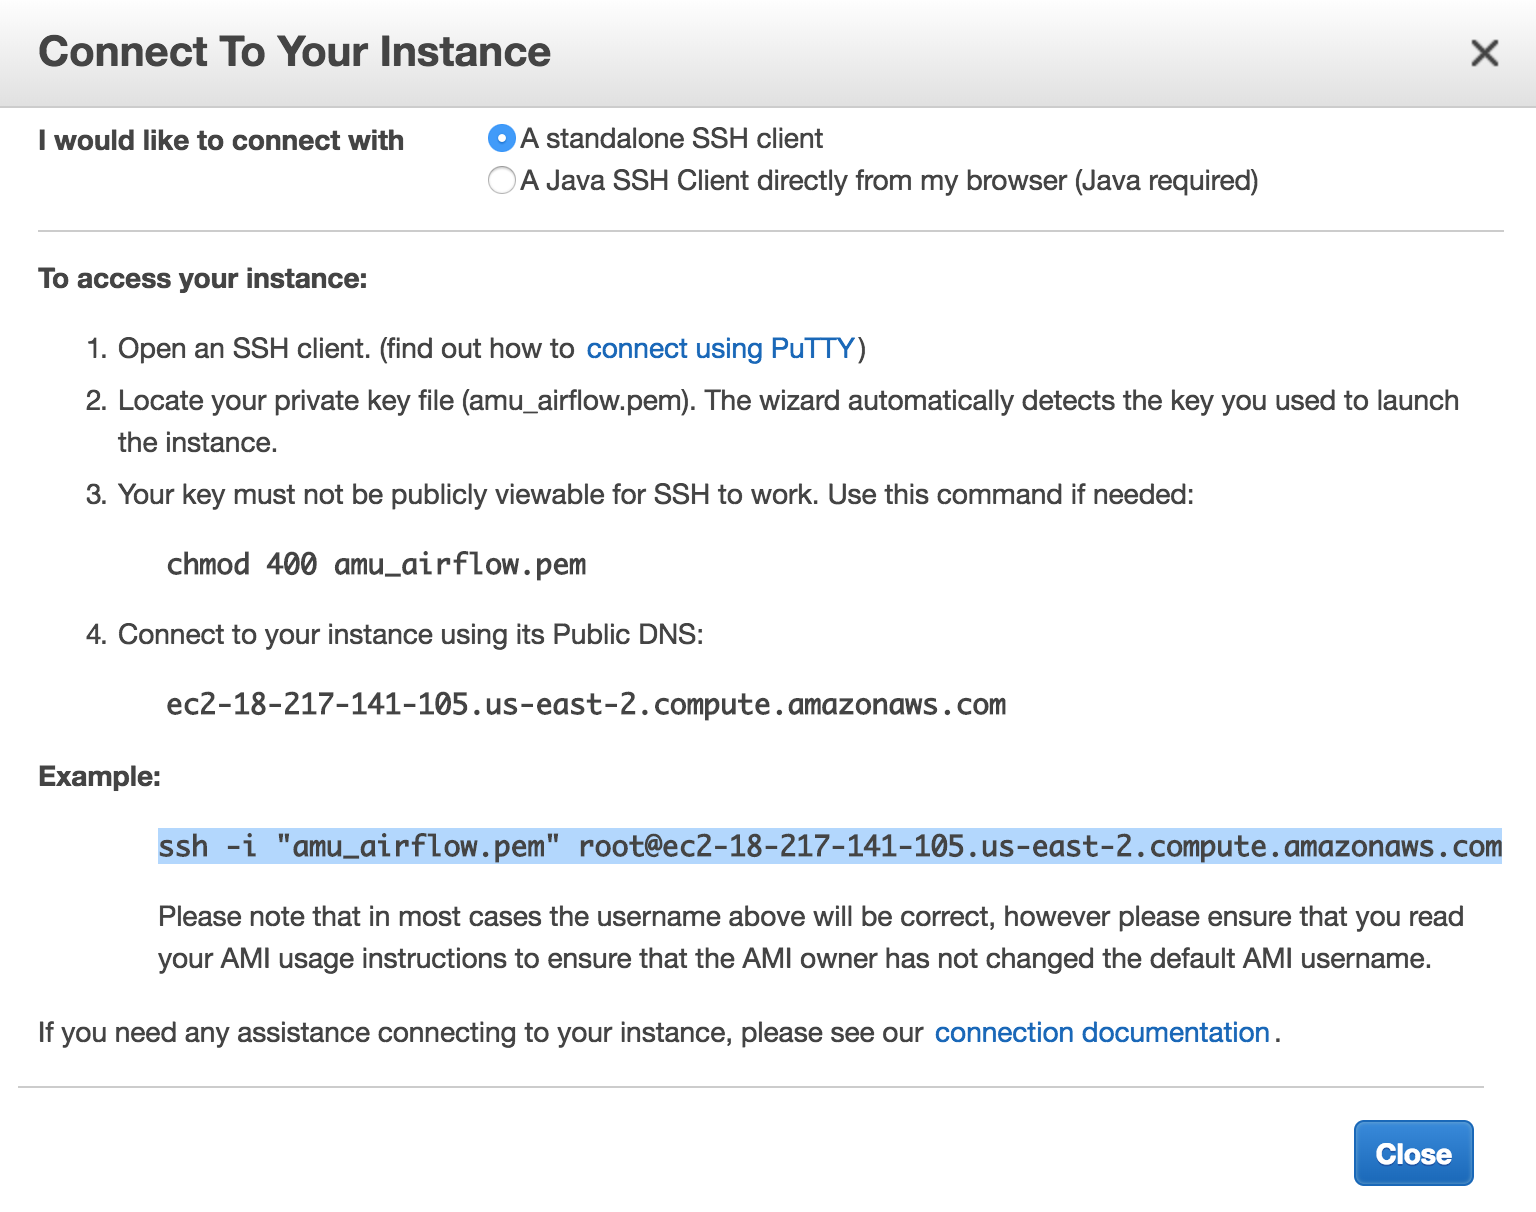 Connect To Your Instance
I would like to connect with
A standalone SSH client
A Java SSH Client directly from my browser (Java required)
To access your instance:
1. Open an SSH client. (find out how to connect using PuTTY)
2. Locate your private key file (amu_airflow.pem). The wizard automatically detects the key you used to launch
the instance.
3. Your key must not be publicly viewable for SSH to work. Use this command if needed:
chmod 400 amu_airflow.pem
4. Connect to your instance using its Public DNS:
ec2-18-217-141-105.us-east-2.compute.amazonaws.com
Example:
ssh -i "amu_airflow.pem" root@ec2-18-217-141-105.us-east-2.compute.amazonaws.com
Please note that in most cases the username above will be correct, however please ensure that you read
your AMI usage instructions to ensure that the AMI owner has not changed the default AMI username.
If you need any assistance connecting to your instance, please see our connection documentation.
Close